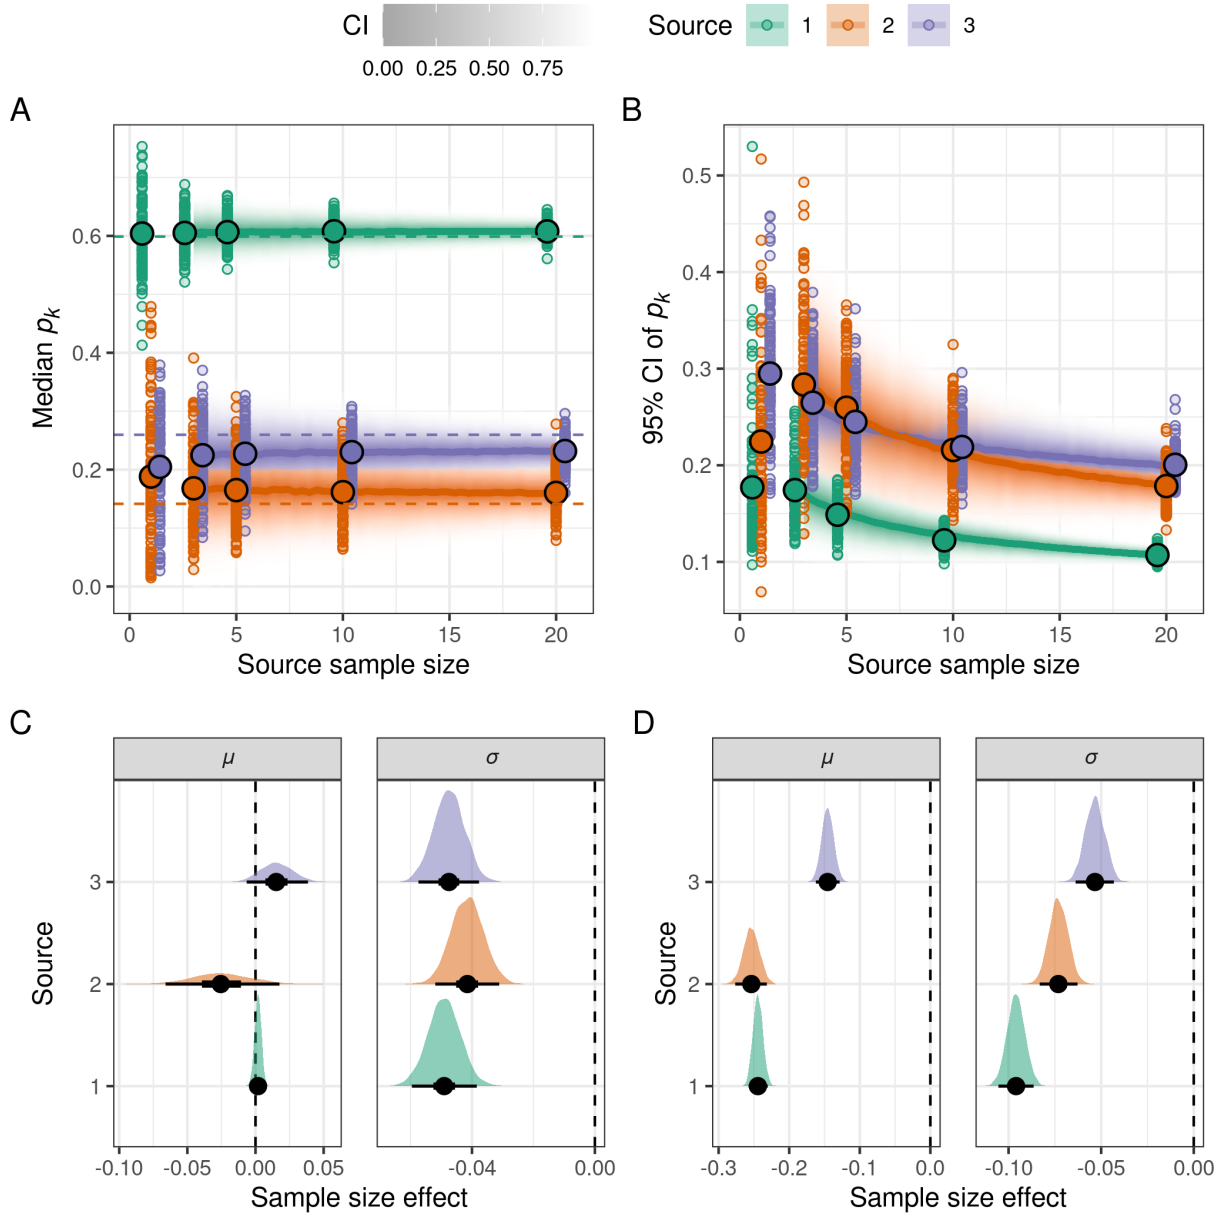 CI
0.00 0.25 0.50 0.75
Source 1 2 3
A
Median pₖ
0.6
0.4
0.2
0.0
0 5 10 15 20
Source sample size
B
95% CI of pₖ
0.5
0.4
0.3
0.2
0.1
0 5 10 15 20
Source sample size
C
μ σ
Source
3
2
1
-0.10 -0.05 0.00 0.05 -0.04 0.00
Sample size effect
D
μ σ
Source
3
2
1
-0.3 -0.2 -0.1 0.0 -0.10 -0.05 0.00
Sample size effect